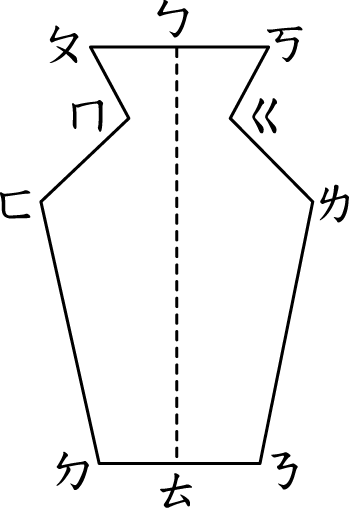 ㄅ
ㄆ ㄎ
ㄇ ㄍ
ㄈ ㄌ
ㄉ ㄋ
ㄊ